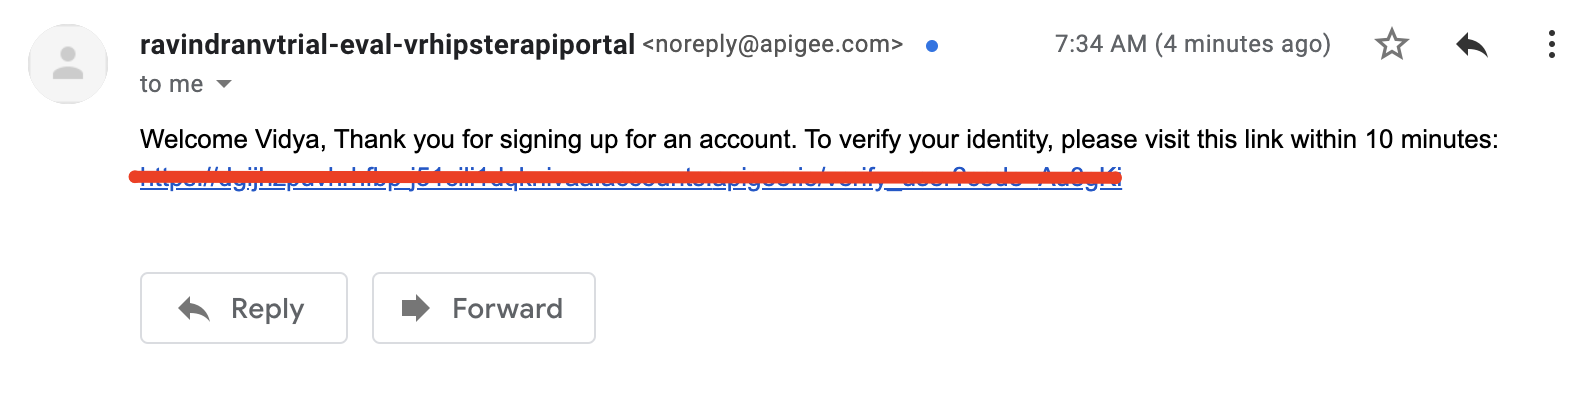 ravindranvtrial-eval-vrhipsterapiportal <noreply@apigee.com> 7:34 AM (4 minutes ago)
to me
Welcome Vidya, Thank you for signing up for an account. To verify your identity, please visit this link within 10 minutes:
Reply Forward